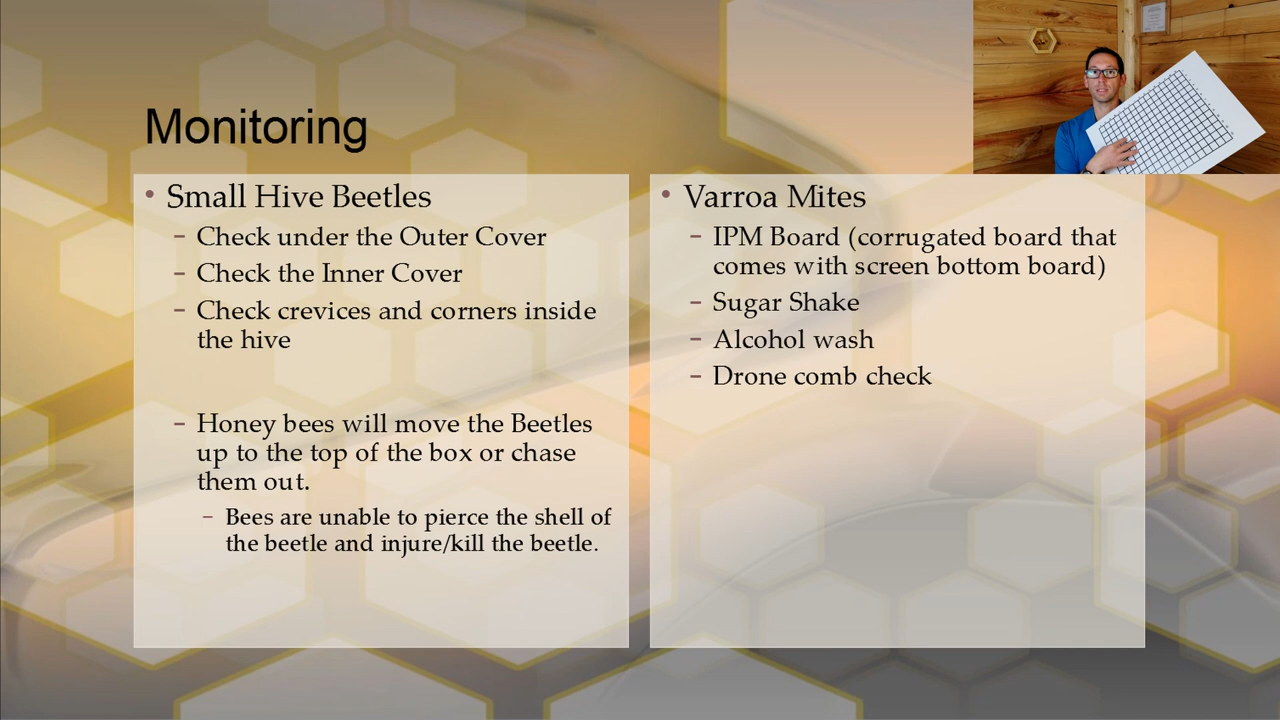 Monitoring
• Small Hive Beetles
– Check under the Outer Cover
– Check the Inner Cover
– Check crevices and corners inside
the hive
– Honey bees will move the Beetles
up to the top of the box or chase
them out.
– Bees are unable to pierce the shell of
the beetle and injure/kill the beetle.
• Varroa Mites
– IPM Board (corrugated board that
comes with screen bottom board)
– Sugar Shake
– Alcohol wash
– Drone comb check